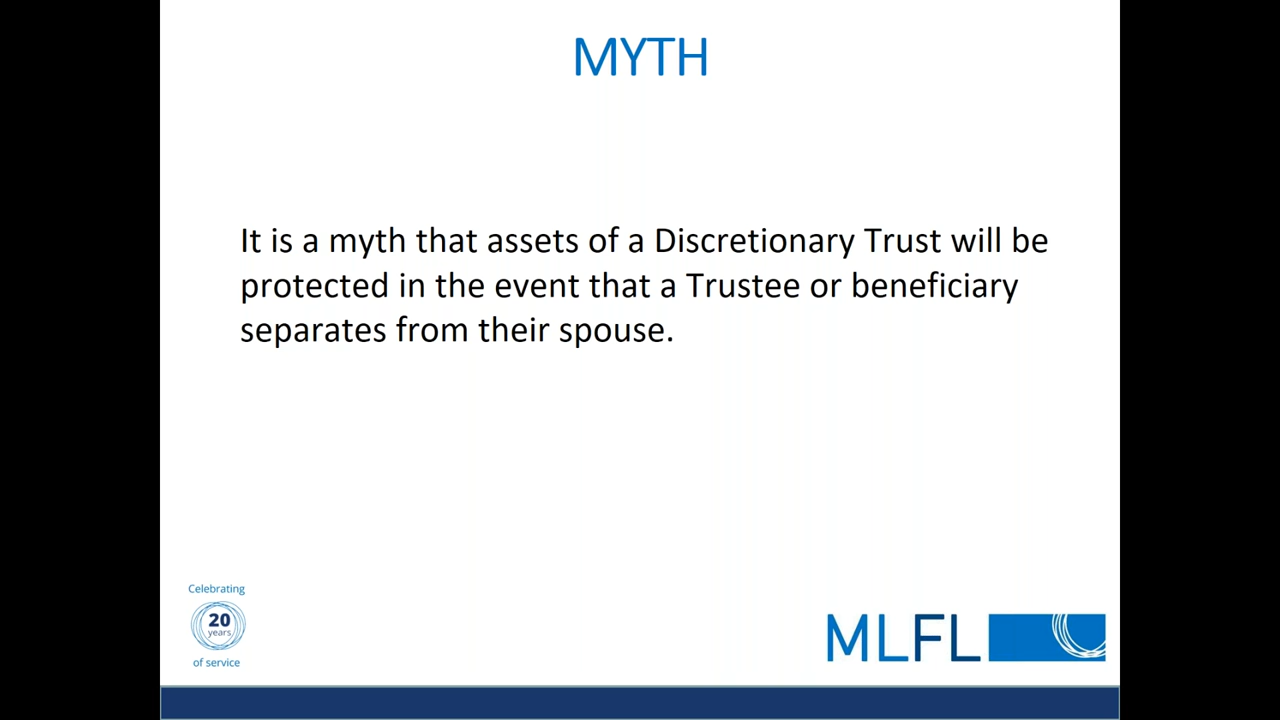 MYTH
It is a myth that assets of a Discretionary Trust will be
protected in the event that a Trustee or beneficiary
separates from their spouse.
Celebrating
20
years
of service
MLFL